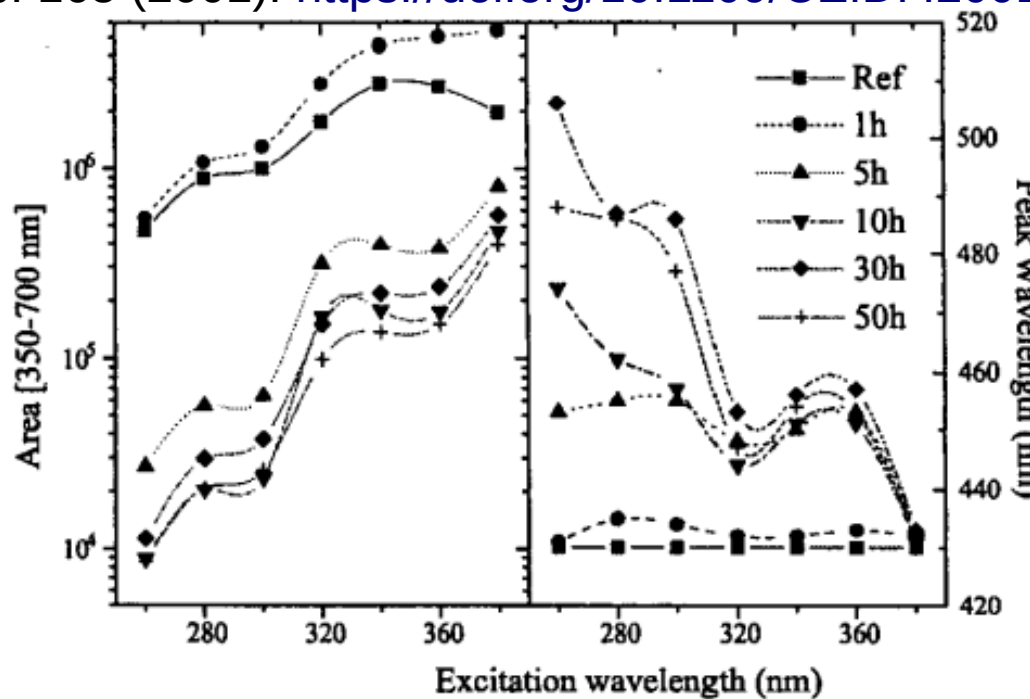 520
500
480
460
440
420
10⁶
10⁵
10⁴
Area [350-700 nm]
Ref
1h
5h
10h
30h
50h
280 320 360 280 320 360
Excitation wavelength (nm)